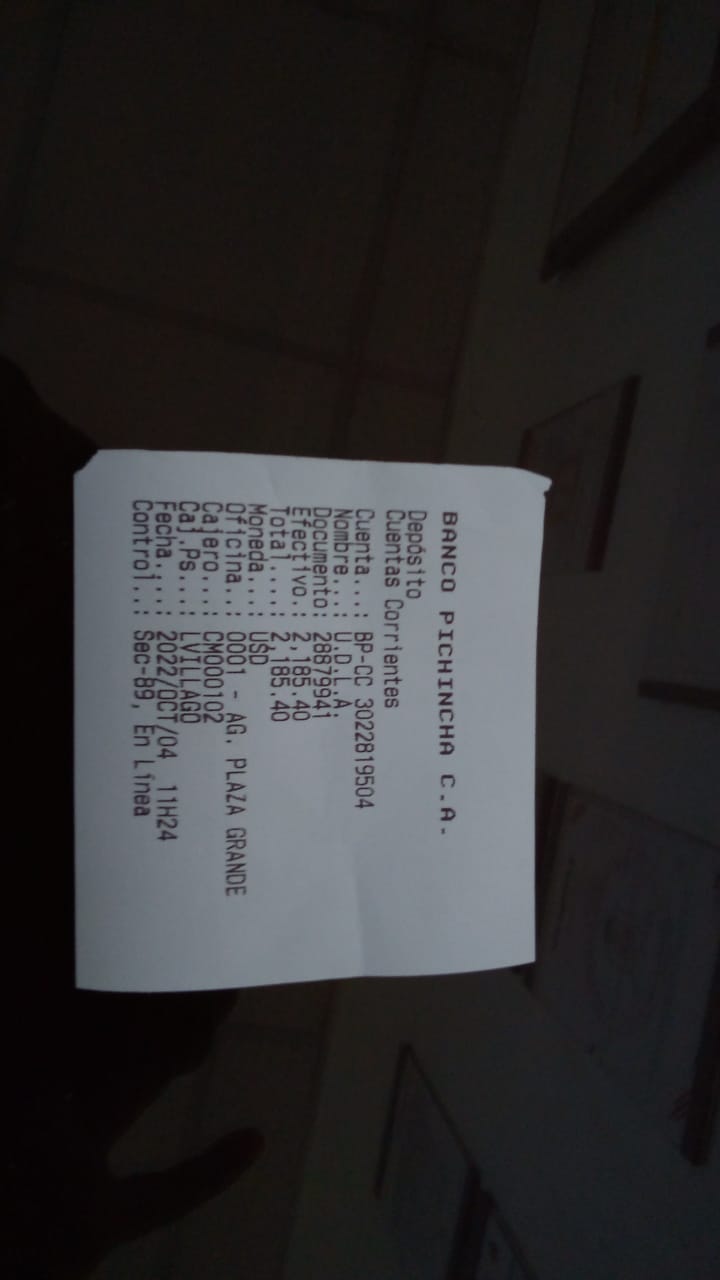 BANCO PICHINCHA C.A.
Depósito
Cuentas Corrientes
Cuenta...: BP-CC 3022819504
Nombre...: U.D.L.A.
Documento: 28879941
Efectivo.: 2,185.40
Total....: 2,185.40
Moneda...: USD
Oficina..: 0001 - AG. PLAZA GRANDE
Cajero...: CM000102
Caj.Ps...: LVILLAGO
Fecha....: 2022/OCT/04 11H24
Control..: Sec-89, En Línea